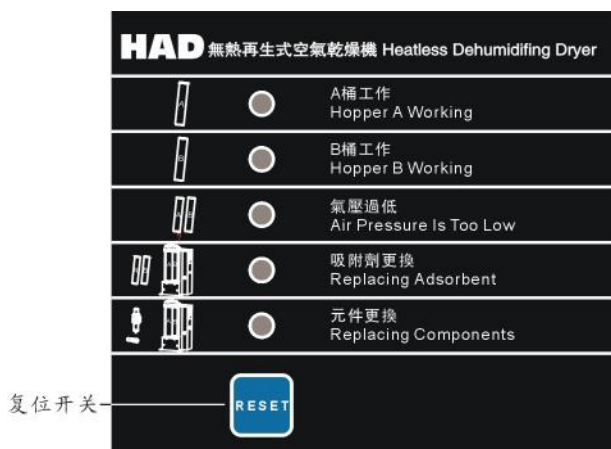 HAD 無熱再生式空氣乾燥機 Heatless Dehumidifing Dryer
A
A桶工作
Hopper A Working
B
B桶工作
Hopper B Working
A B
氣壓過低
Air Pressure Is Too Low
吸附劑更換
Replacing Adsorbent
元件更換
Replacing Components
复位开关
RESET